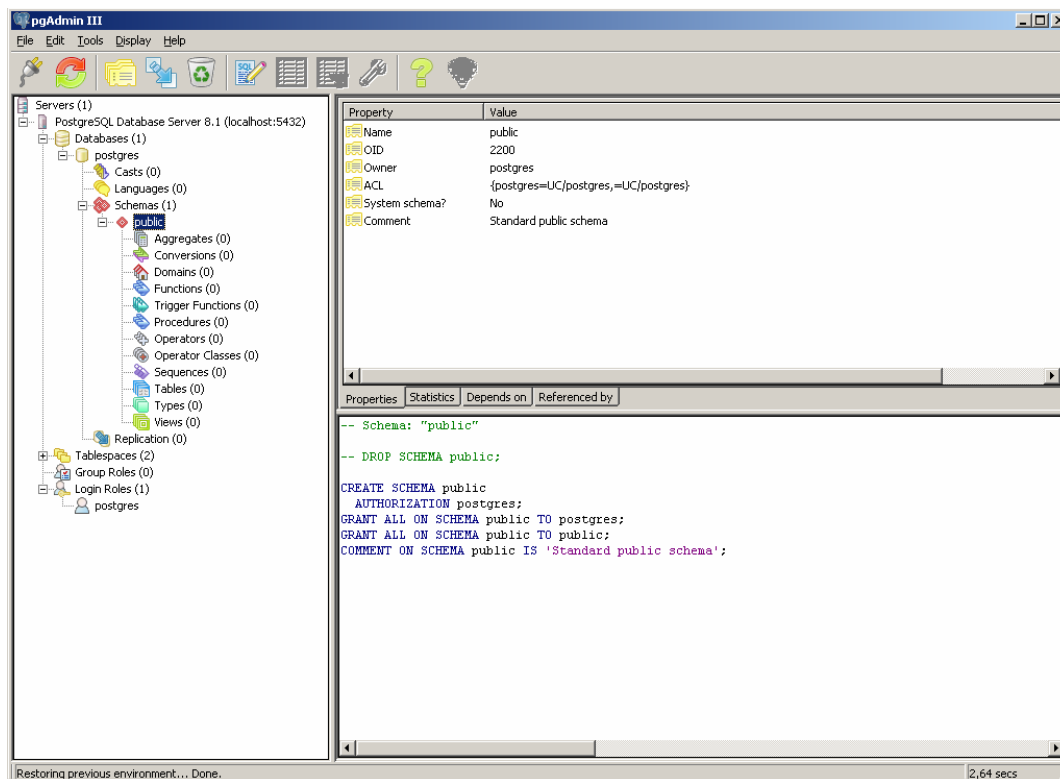 pgAdmin III
File Edit Tools Display Help
SQL
Servers (1)
PostgreSQL Database Server 8.1 (localhost:5432)
Databases (1)
postgres
Casts (0)
Languages (0)
Schemas (1)
public
Aggregates (0)
Conversions (0)
Domains (0)
Functions (0)
Trigger Functions (0)
Procedures (0)
Operators (0)
Operator Classes (0)
Sequences (0)
Tables (0)
Types (0)
Views (0)
Replication (0)
Tablespaces (2)
Group Roles (0)
Login Roles (1)
postgres
Property Value
Name public
OID 2200
Owner postgres
ACL {postgres=UC/postgres,=UC/postgres}
System schema? No
Comment Standard public schema
Properties Statistics Depends on Referenced by
-- Schema: "public"
-- DROP SCHEMA public;
CREATE SCHEMA public
AUTHORIZATION postgres;
GRANT ALL ON SCHEMA public TO postgres;
GRANT ALL ON SCHEMA public TO public;
COMMENT ON SCHEMA public IS 'Standard public schema';
Restoring previous environment... Done. 2,64 secs